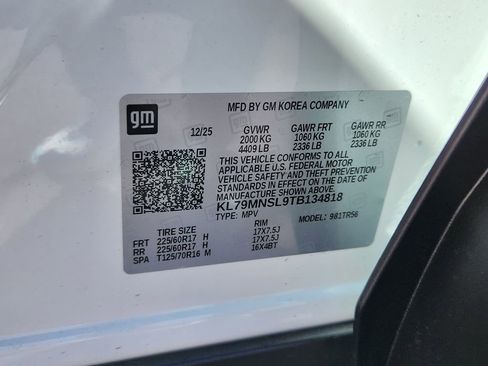 gm
MFD BY GM KOREA COMPANY
12/25 GVWR GAWR FRT GAWR RR
2000 KG 1060 KG 1060 KG
4409 LB 2336 LB 2336 LB
THIS VEHICLE CONFORMS TO ALL
APPLICABLE U.S. FEDERAL MOTOR
VEHICLE SAFETY AND THEFT
PREVENTION STANDARDS IN EFFECT
ON THE DATE OF MANUFACTURE
SHOWN ABOVE.
KL79MNSL9TB134818
TYPE: MPV MODEL: 981TR56
TIRE SIZE RIM
FRT 225/60R17 H 17X7.5J
RR 225/60R17 H 17X7.5J
SPA T125/70R16 M 16X4BT